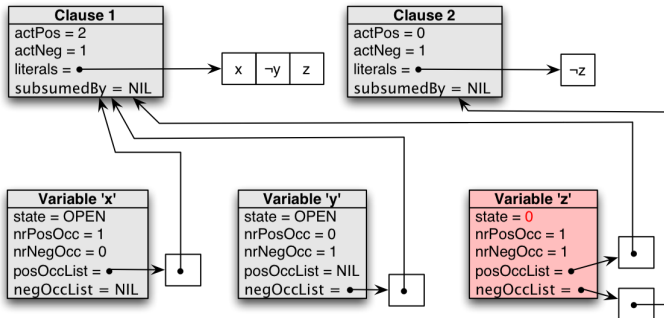 Clause 1
actPos = 2
actNeg = 1
literals =
subsumedBy = NIL
x ¬y z
Clause 2
actPos = 0
actNeg = 1
literals =
subsumedBy = NIL
¬z
Variable 'x'
state = OPEN
nrPosOcc = 1
nrNegOcc = 0
posOccList =
negOccList = NIL
Variable 'y'
state = OPEN
nrPosOcc = 0
nrNegOcc = 1
posOccList = NIL
negOccList =
Variable 'z'
state = 0
nrPosOcc = 1
nrNegOcc = 1
posOccList =
negOccList =